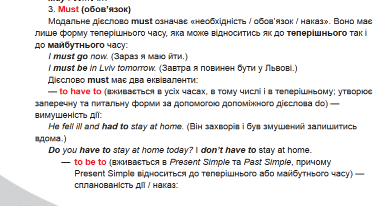 3. Must (обов'язок)
Модальне дієслово must означає «необхідність / обов'язок / наказ». Воно має
лише форму теперішнього часу, яка може відноситись як до теперішнього так і
до майбутнього часу:
I must go now. (Зараз я маю йти.)
I must be in Lviv tomorrow. (Завтра я повинен бути у Львові.)
Дієслово must має два еквіваленти:
— to have to (вживається в усіх часах, в тому числі і в теперішньому; утворює
заперечну та питальну форми за допомогою допоміжного дієслова do) —
вимушеність дії:
He fell ill and had to stay at home. (Він захворів і був змушений залишитись
вдома.)
Do you have to stay at home today? I don't have to stay at home.
— to be to (вживається в Present Simple та Past Simple, причому
Present Simple відноситься до теперішнього або майбутнього часу) —
спланованість дії / наказ: